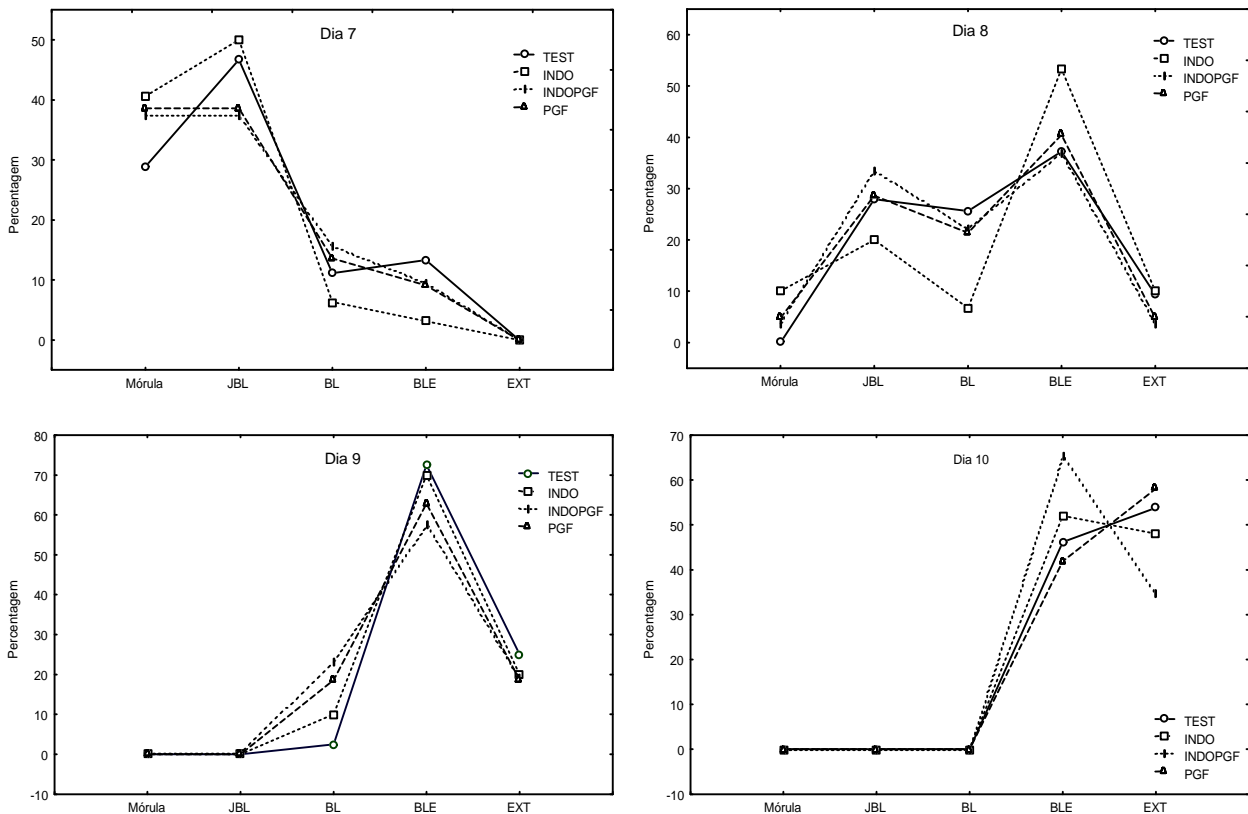 Dia 7
TEST
INDO
INDOPGF
PGF
Percentagem
50
40
30
20
10
0
Mórula JBL BL BLE EXT
Dia 8
TEST
INDO
INDOPGF
PGF
Percentagem
60
50
40
30
20
10
0
Mórula JBL BL BLE EXT
Dia 9
TEST
INDO
INDOPGF
PGF
Percentagem
80
70
60
50
40
30
20
10
0
-10
Mórula JBL BL BLE EXT
Dia 10
TEST
INDO
INDOPGF
PGF
Percentagem
70
60
50
40
30
20
10
0
-10
Mórula JBL BL BLE EXT